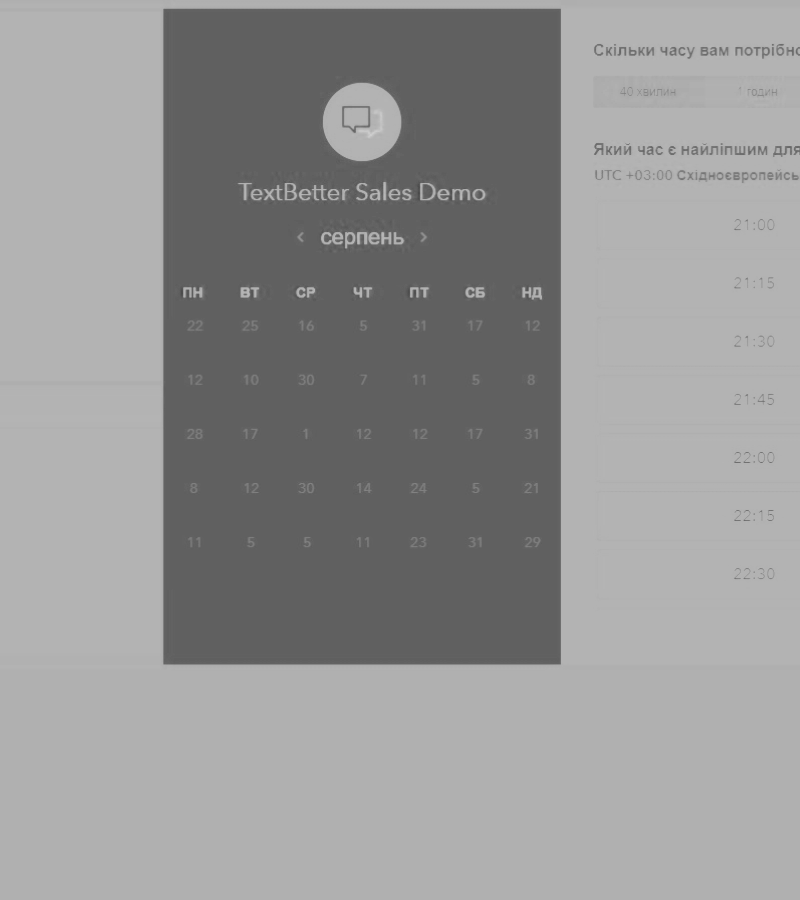 TextBetter Sales Demo
‹ серпень ›
ПН ВТ СР ЧТ ПТ СБ НД
22 25 16 5 31 17 12
12 10 30 7 11 5 8
28 17 1 12 12 17 31
8 12 30 14 24 5 21
11 5 5 11 23 31 29
Скільки часу вам потрібно
40 хвилин 1 годин
Який час є найліпшим для
UTC +03:00 Східноєвропейсь
21:00
21:15
21:30
21:45
22:00
22:15
22:30